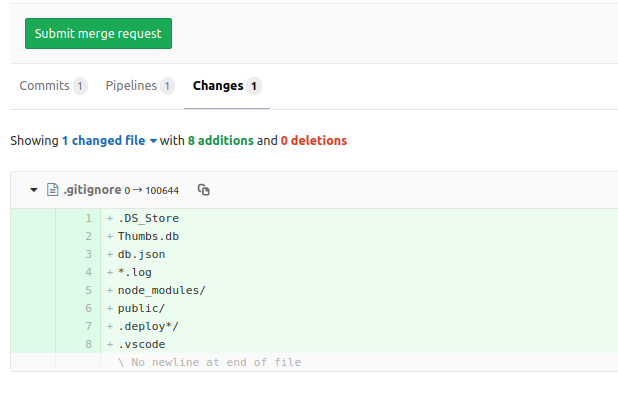 Submit merge request
Commits 1 Pipelines 1 Changes 1
Showing 1 changed file with 8 additions and 0 deletions
.gitignore 0 → 100644
1 + .DS_Store
2 + Thumbs.db
3 + db.json
4 + *.log
5 + node_modules/
6 + public/
7 + .deploy*/
8 + .vscode
\ No newline at end of file